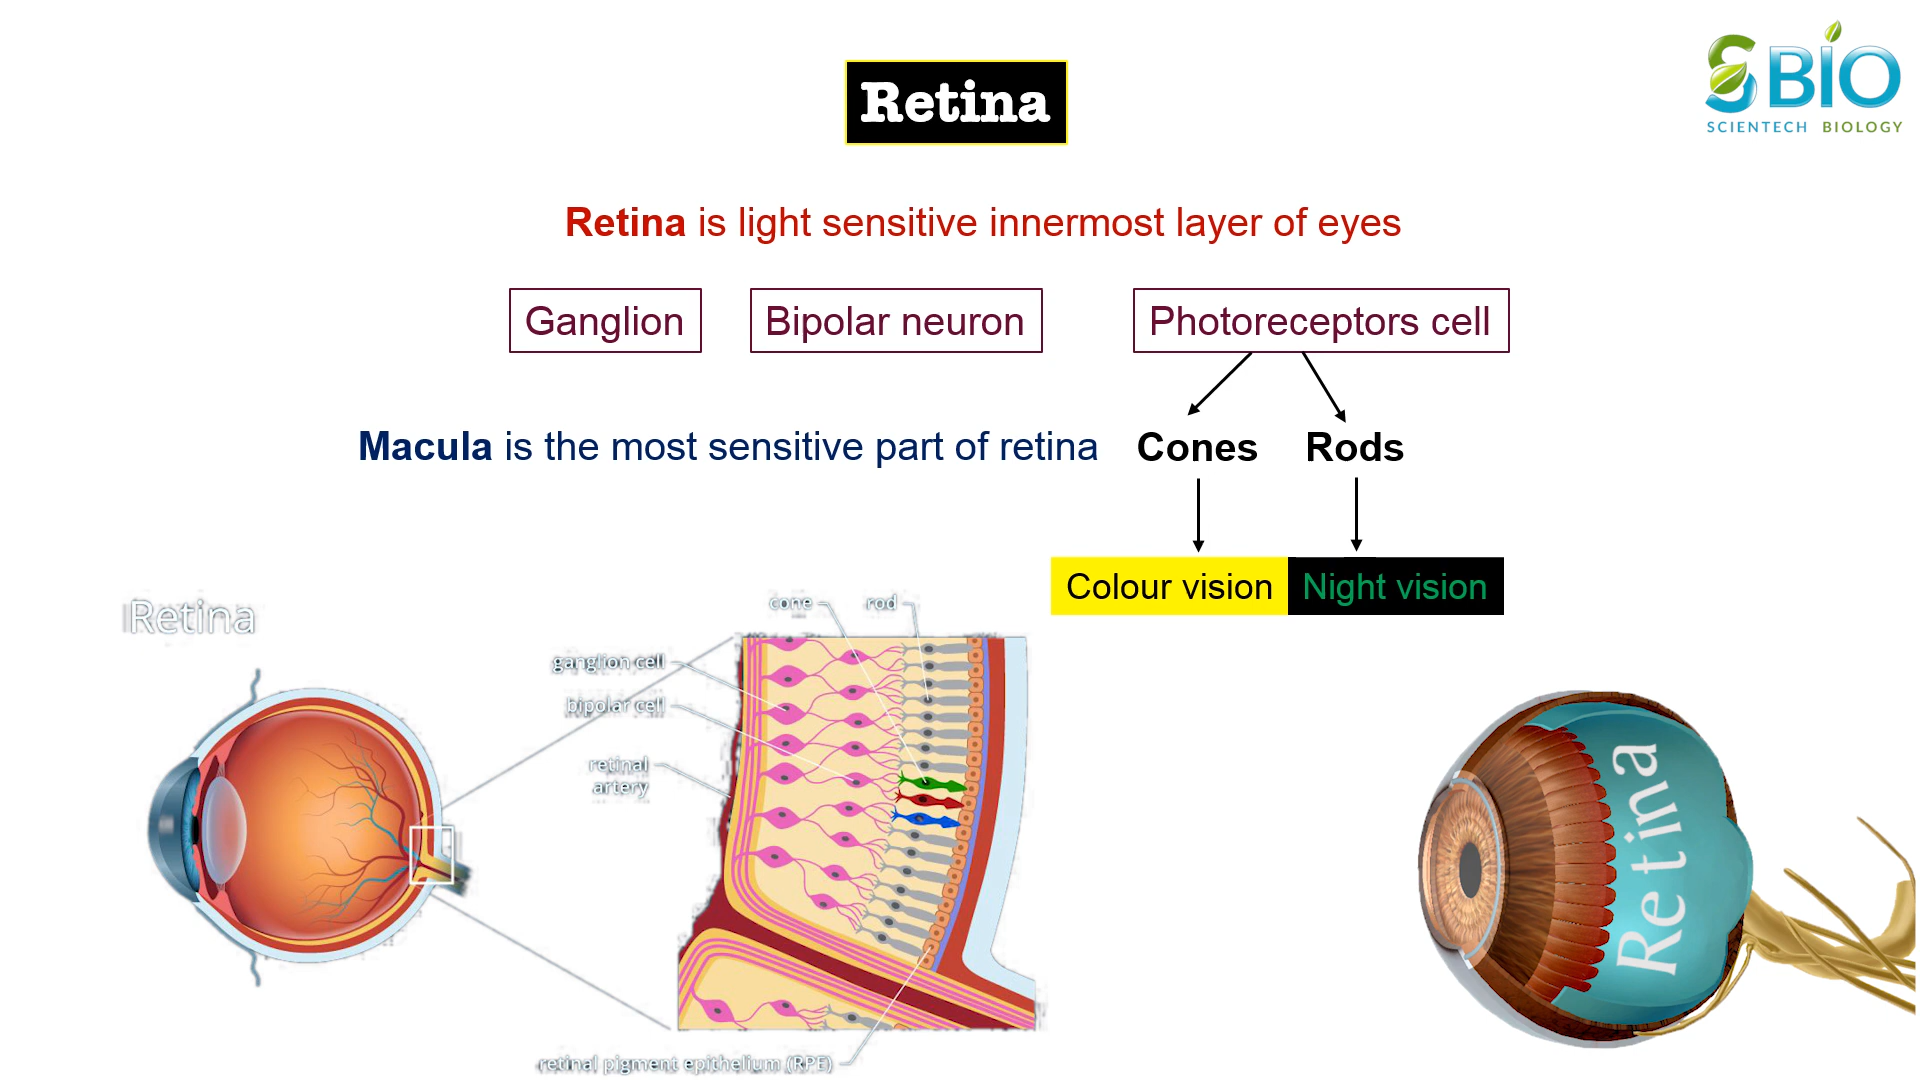 SBIO
SCIENTECH BIOLOGY
Retina
Retina is light sensitive innermost layer of eyes
Ganglion
Bipolar neuron
Photoreceptors cell
Macula is the most sensitive part of retina
Cones
Rods
Colour vision
Night vision
Retina
cone
rod
ganglion cell
bipolar cell
retinal
artery
retinal pigment epithelium (RPE)
Retina